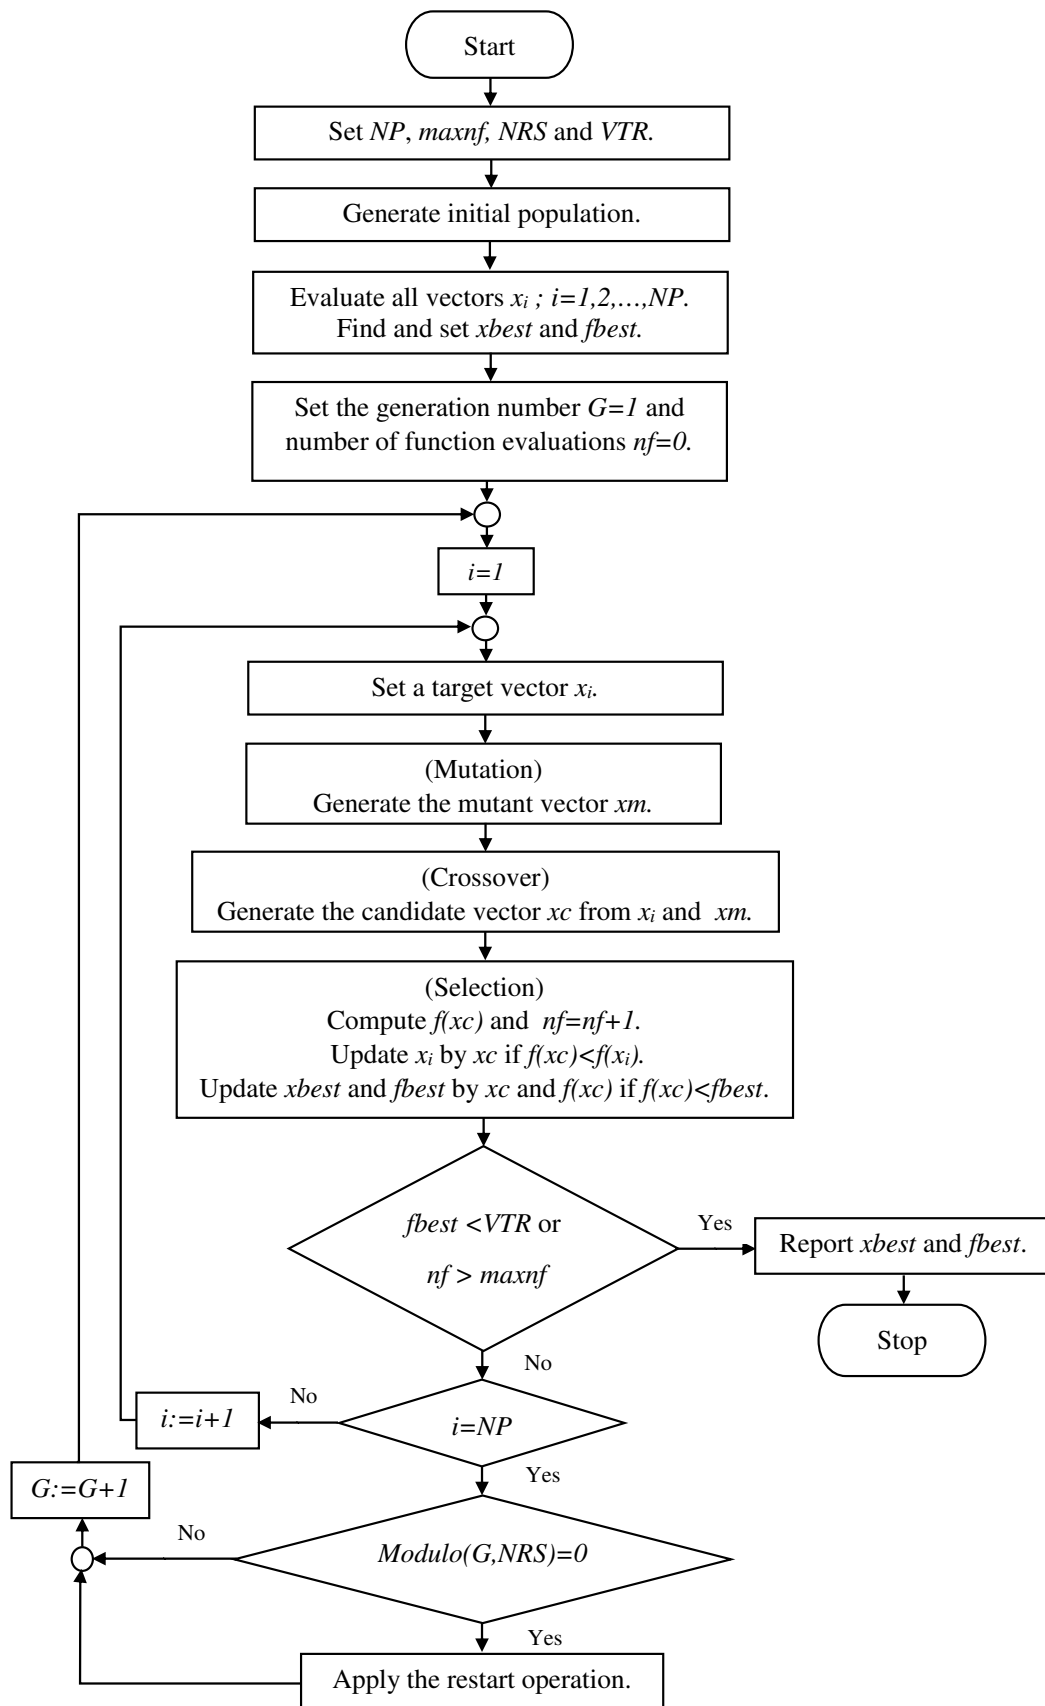 Start
Set NP, maxnf, NRS and VTR.
Generate initial population.
Evaluate all vectors xi ; i=1,2,…,NP.
Find and set xbest and fbest.
Set the generation number G=1 and
number of function evaluations nf=0.
i=1
Set a target vector xi.
(Mutation)
Generate the mutant vector xm.
(Crossover)
Generate the candidate vector xc from xi and xm.
(Selection)
Compute f(xc) and nf=nf+1.
Update xi by xc if f(xc)<f(xi).
Update xbest and fbest by xc and f(xc) if f(xc)<fbest.
fbest <VTR or
nf > maxnf
Yes
Report xbest and fbest.
Stop
No
i=NP
No
i:=i+1
Yes
G:=G+1
Modulo(G,NRS)=0
No
Yes
Apply the restart operation.